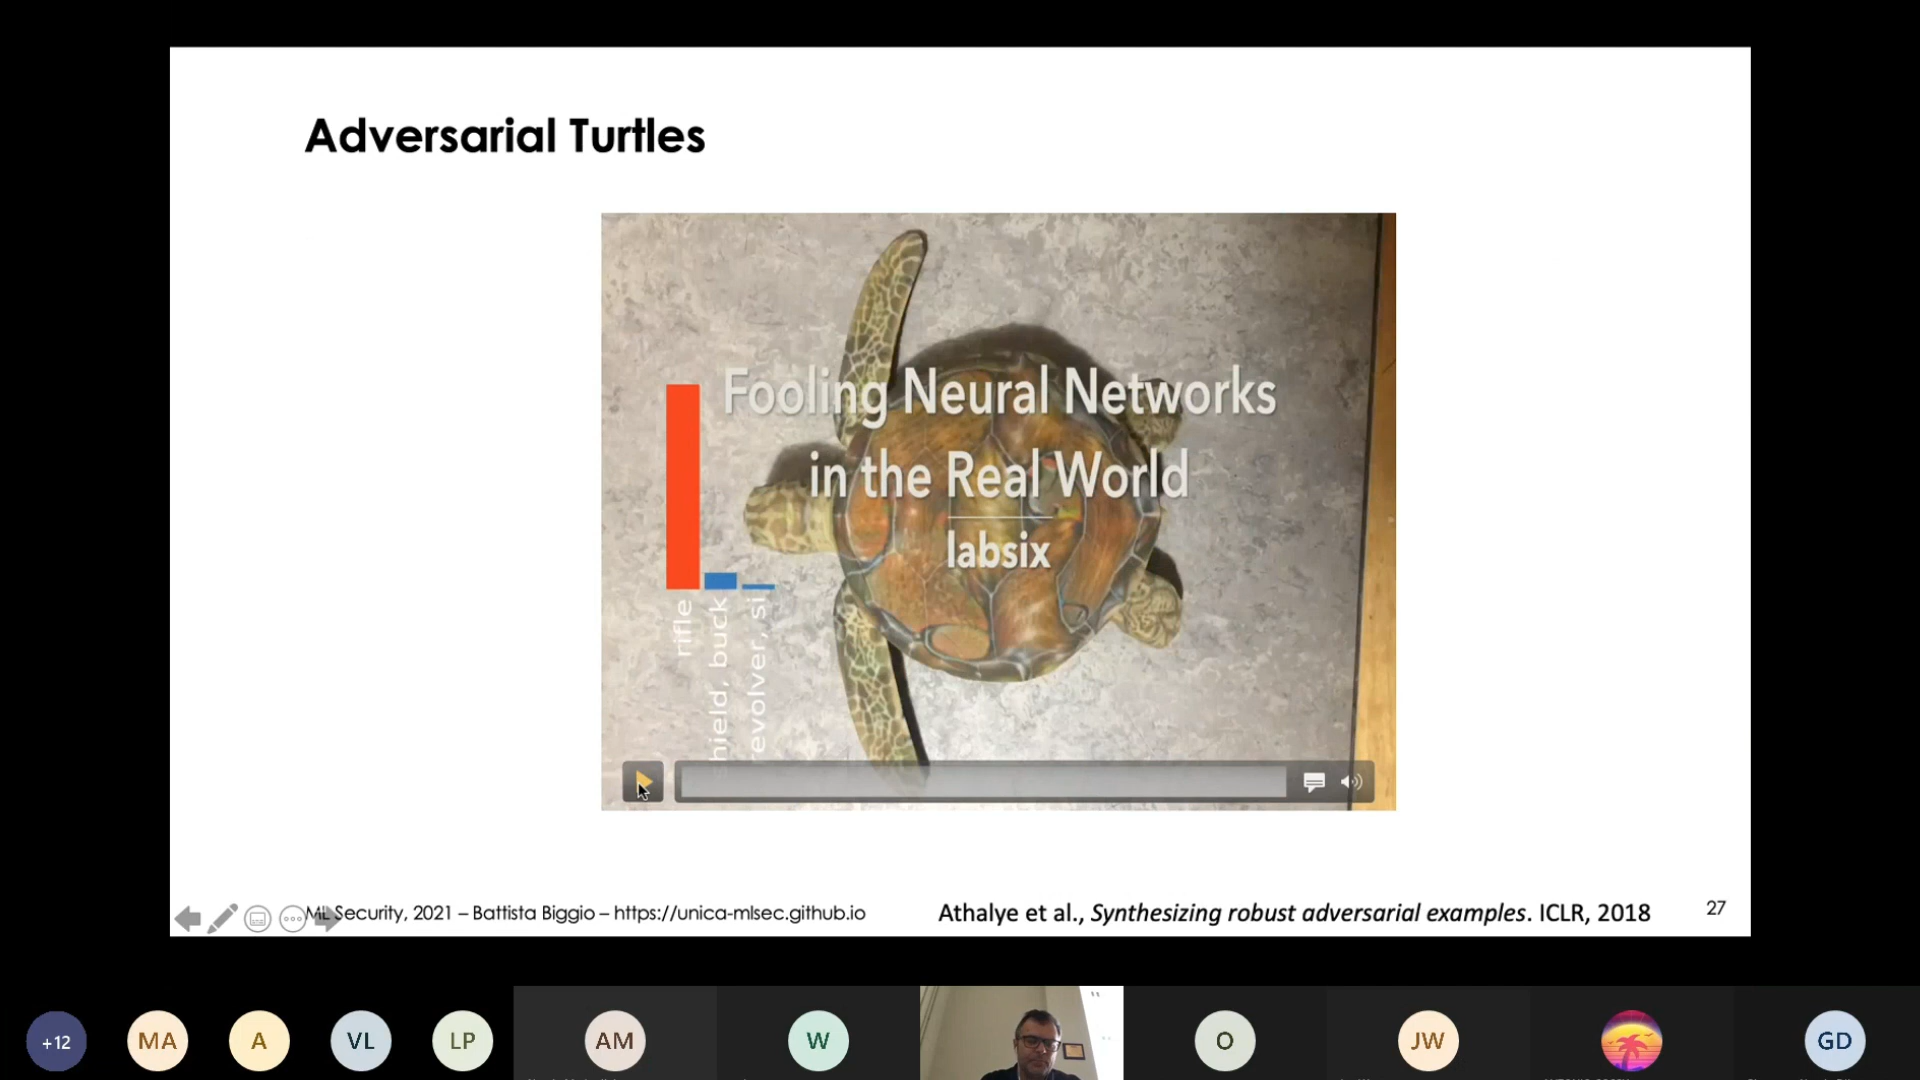 Adversarial Turtles
Fooling Neural Networks
in the Real World
labsix
rifle
hield, buck
revolver, si
ML Security, 2021 – Battista Biggio – https://unica-mlsec.github.io
Athalye et al., Synthesizing robust adversarial examples. ICLR, 2018
27
+12
MA
A
VL
LP
AM
W
O
JW
GD